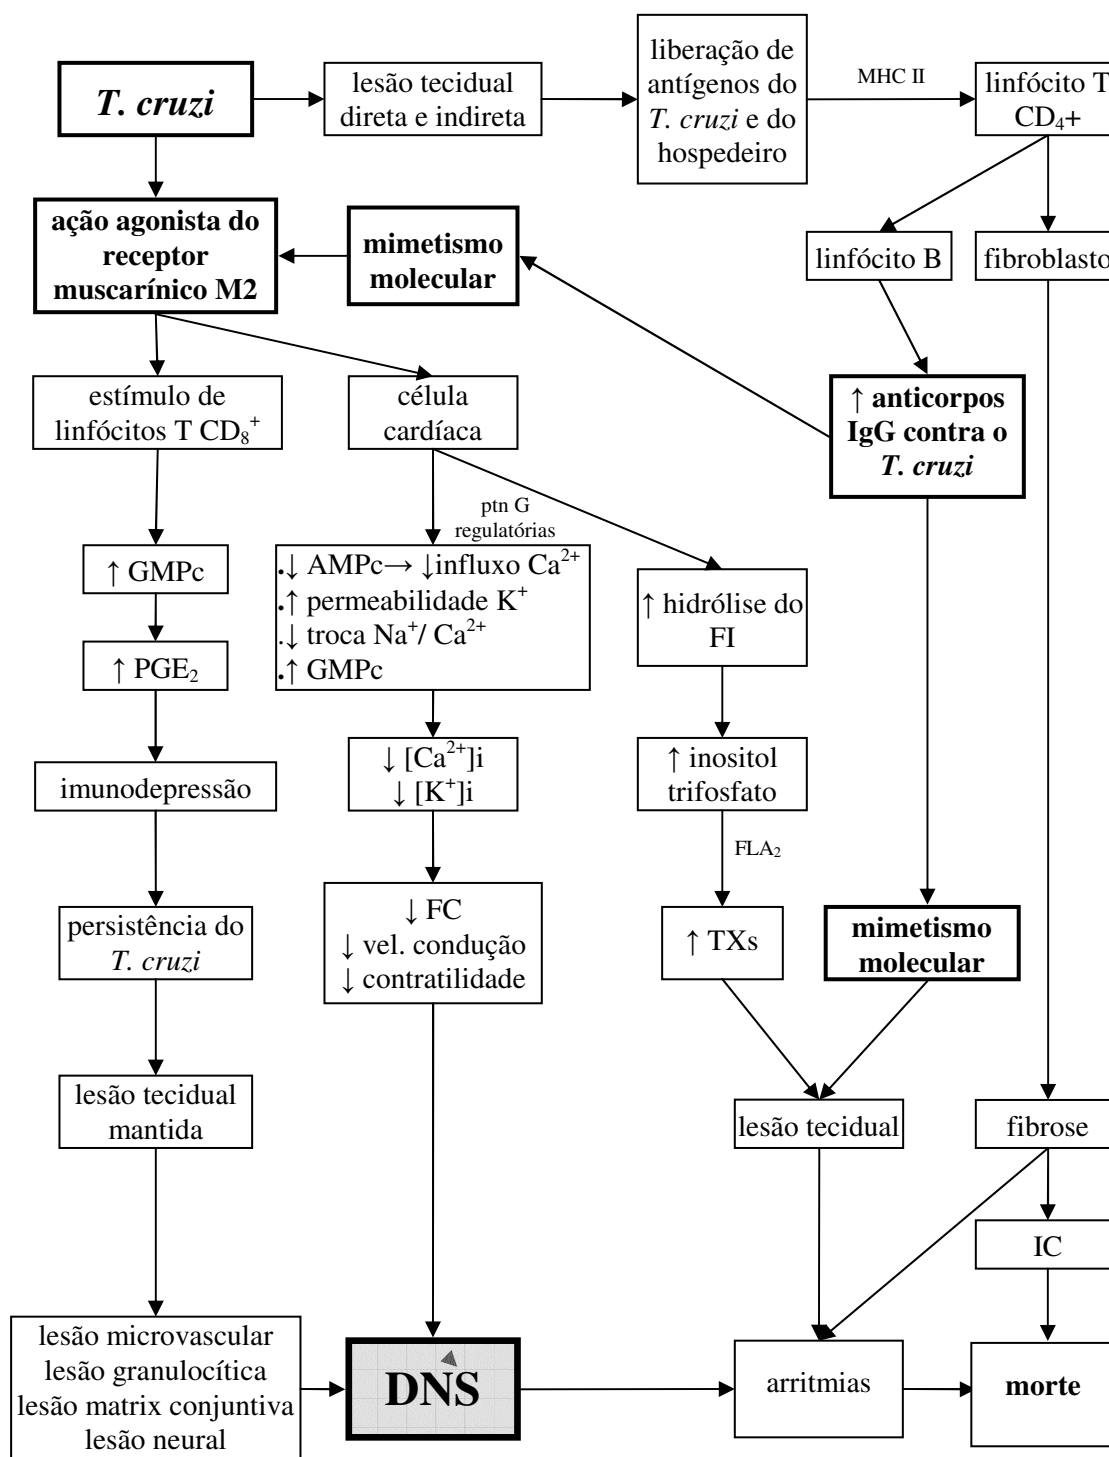 T. cruzi
lesão tecidual
direta e indireta
liberação de
antígenos do
T. cruzi e do
hospedeiro
MHC II
linfócito T
CD₄+
ação agonista do
receptor
muscarínico M2
mimetismo
molecular
linfócito B
fibroblasto
estímulo de
linfócitos T CD₈⁺
célula
cardíaca
↑ anticorpos
IgG contra o
T. cruzi
ptn G
regulatórias
↑ GMPc
.↓ AMPc→ ↓influxo Ca²⁺
.↑ permeabilidade K⁺
.↓ troca Na⁺/ Ca²⁺
.↑ GMPc
↑ hidrólise do
FI
↑ PGE₂
↓ [Ca²⁺]i
↓ [K⁺]i
↑ inositol
trifosfato
imunodepressão
FLA₂
persistência do
T. cruzi
↓ FC
↓ vel. condução
↓ contratilidade
↑ TXs
mimetismo
molecular
lesão tecidual
mantida
lesão tecidual
fibrose
IC
lesão microvascular
lesão granulocítica
lesão matrix conjuntiva
lesão neural
DNS
arritmias
morte